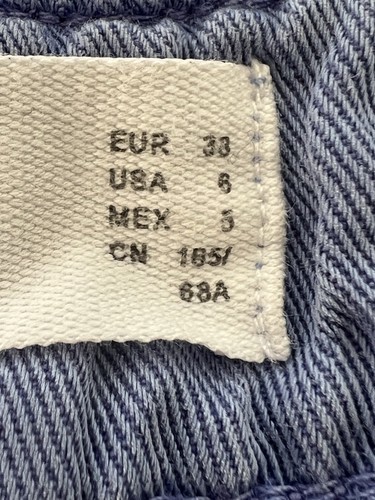 EUR 38
USA 6
MEX 5
CN 165/
68A